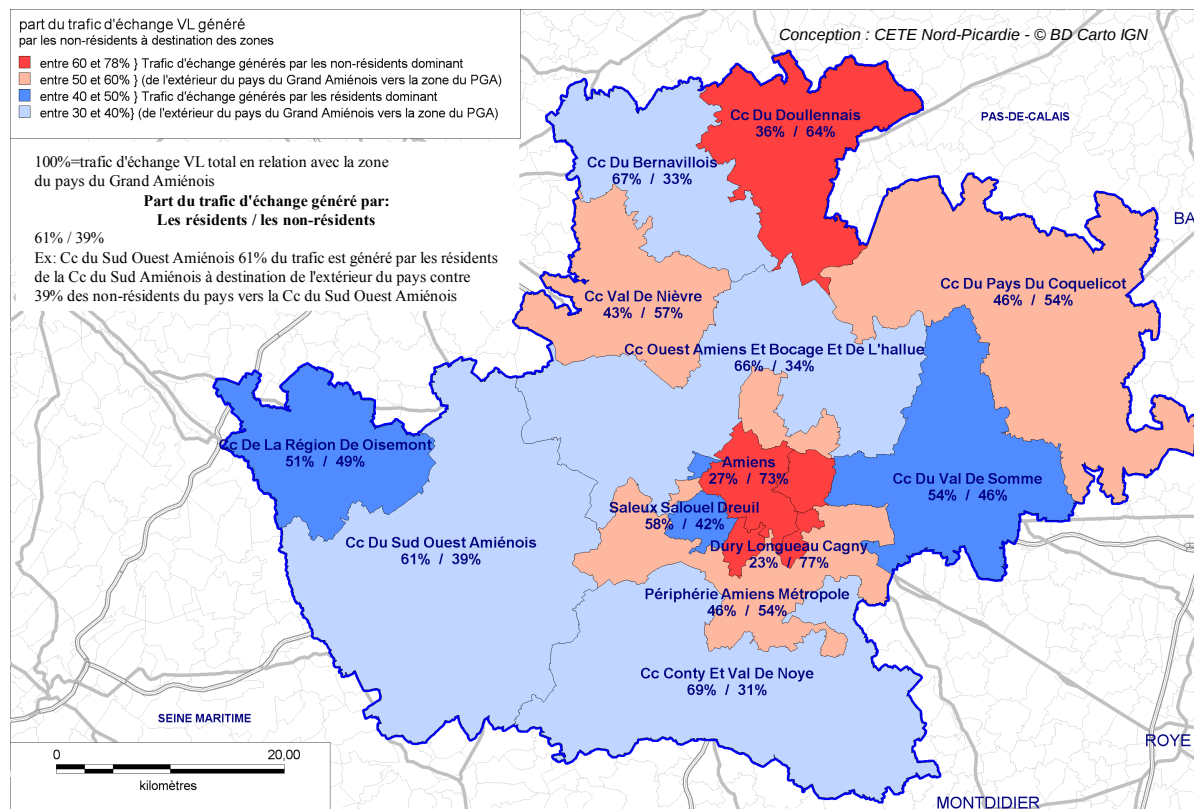 part du trafic d'échange VL généré
par les non-résidents à destination des zones
entre 60 et 78% } Trafic d'échange générés par les non-résidents dominant
entre 50 et 60% } (de l'extérieur du pays du Grand Amiénois vers la zone du PGA)
entre 40 et 50% } Trafic d'échange générés par les résidents dominant
entre 30 et 40%} (de l'extérieur du pays du Grand Amiénois vers la zone du PGA)
Conception : CETE Nord-Picardie - © BD Carto IGN
100%=trafic d'échange VL total en relation avec la zone
du pays du Grand Amiénois
Part du trafic d'échange généré par:
Les résidents / les non-résidents
61% / 39%
Ex: Cc du Sud Ouest Amiénois 61% du trafic est généré par les résidents
de la Cc du Sud Amiénois à destination de l'extérieur du pays contre
39% des non-résidents du pays vers la Cc du Sud Ouest Amiénois
Cc Du Doullennais
36% / 64%
PAS-DE-CALAIS
Cc Du Bernavillois
67% / 33%
BA
Cc Du Pays Du Coquelicot
46% / 54%
Cc Val De Nièvre
43% / 57%
Cc Ouest Amiens Et Bocage Et De L'hallue
66% / 34%
Cc De La Région De Oisemont
51% / 49%
Amiens
27% / 73%
Cc Du Val De Somme
54% / 46%
Saleux Salouel Dreuil
58% / 42%
Cc Du Sud Ouest Amiénois
61% / 39%
Dury Longueau Cagny
23% / 77%
Périphérie Amiens Métropole
46% / 54%
Cc Conty Et Val De Noye
69% / 31%
SEINE MARITIME
ROYE
0 20,00
kilomètres
MONTDIDIER